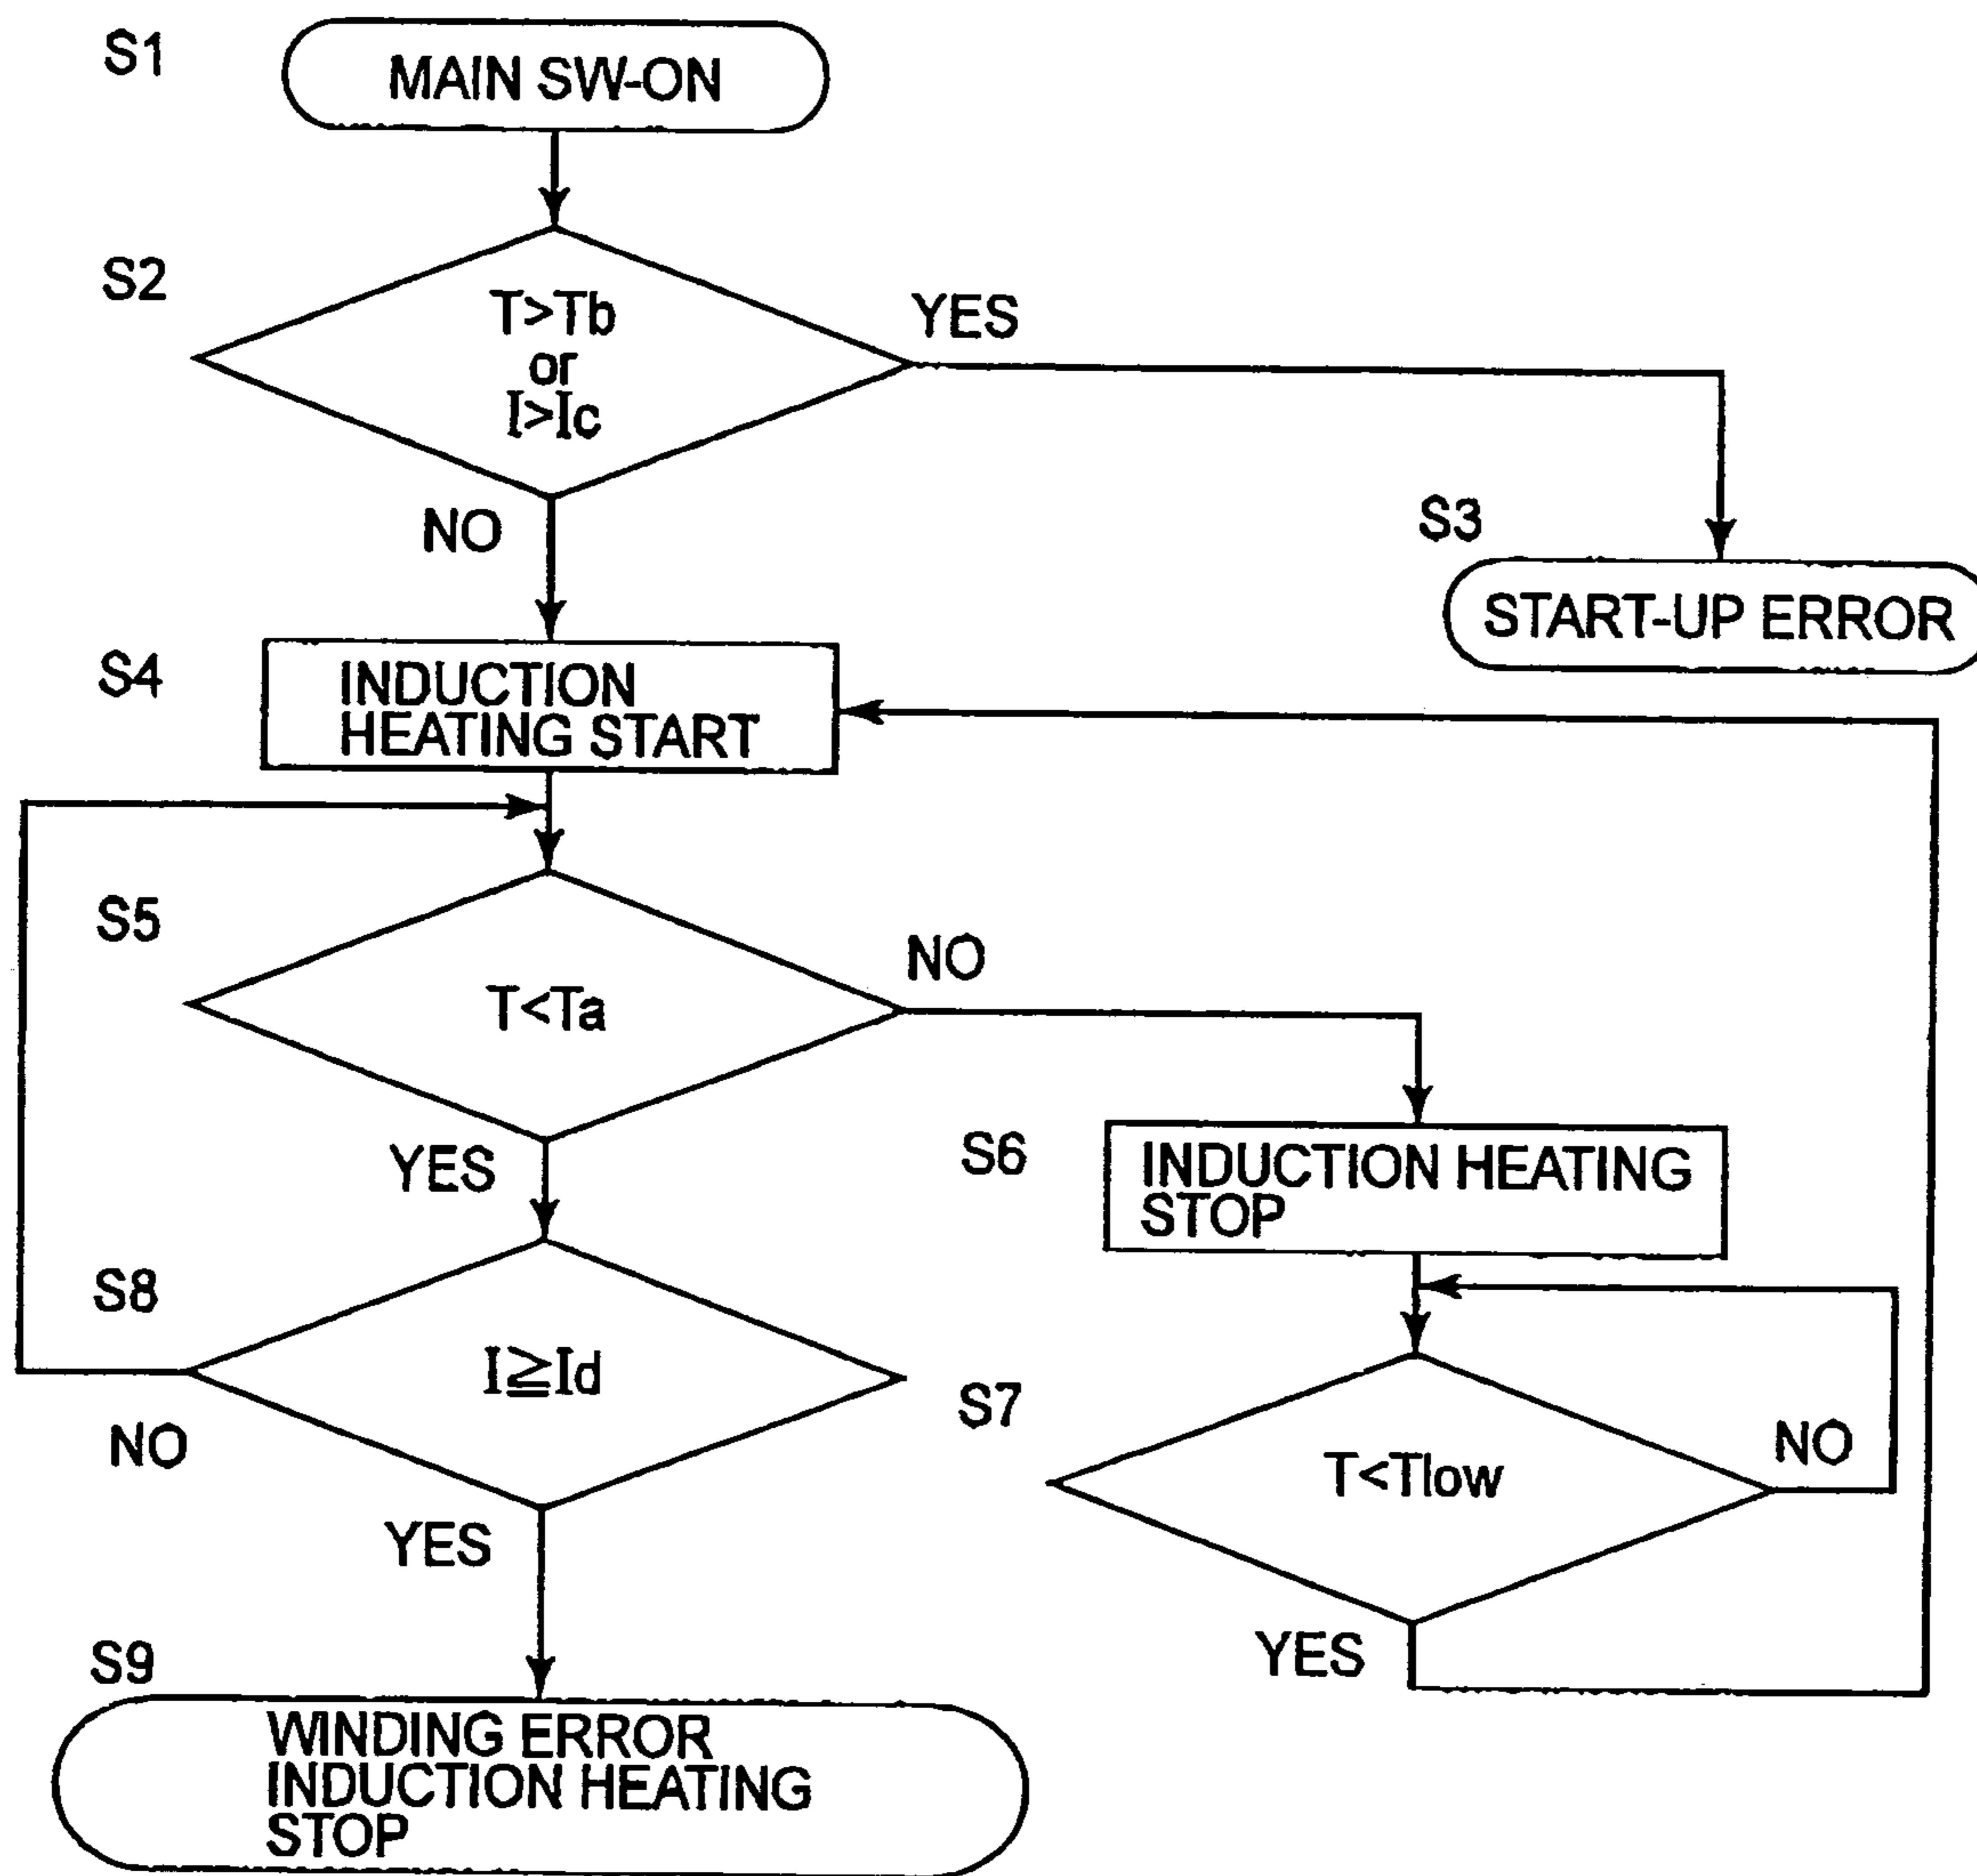 S1
MAIN SW-ON
S2
T>Tb
or
I>Ic
YES
NO
S3
START-UP ERROR
S4
INDUCTION
HEATING START
S5
T<Ta
NO
YES
S6
INDUCTION HEATING
STOP
S8
I≧Id
NO
YES
S7
T<Tlow
NO
YES
S9
WINDING ERROR
INDUCTION HEATING
STOP